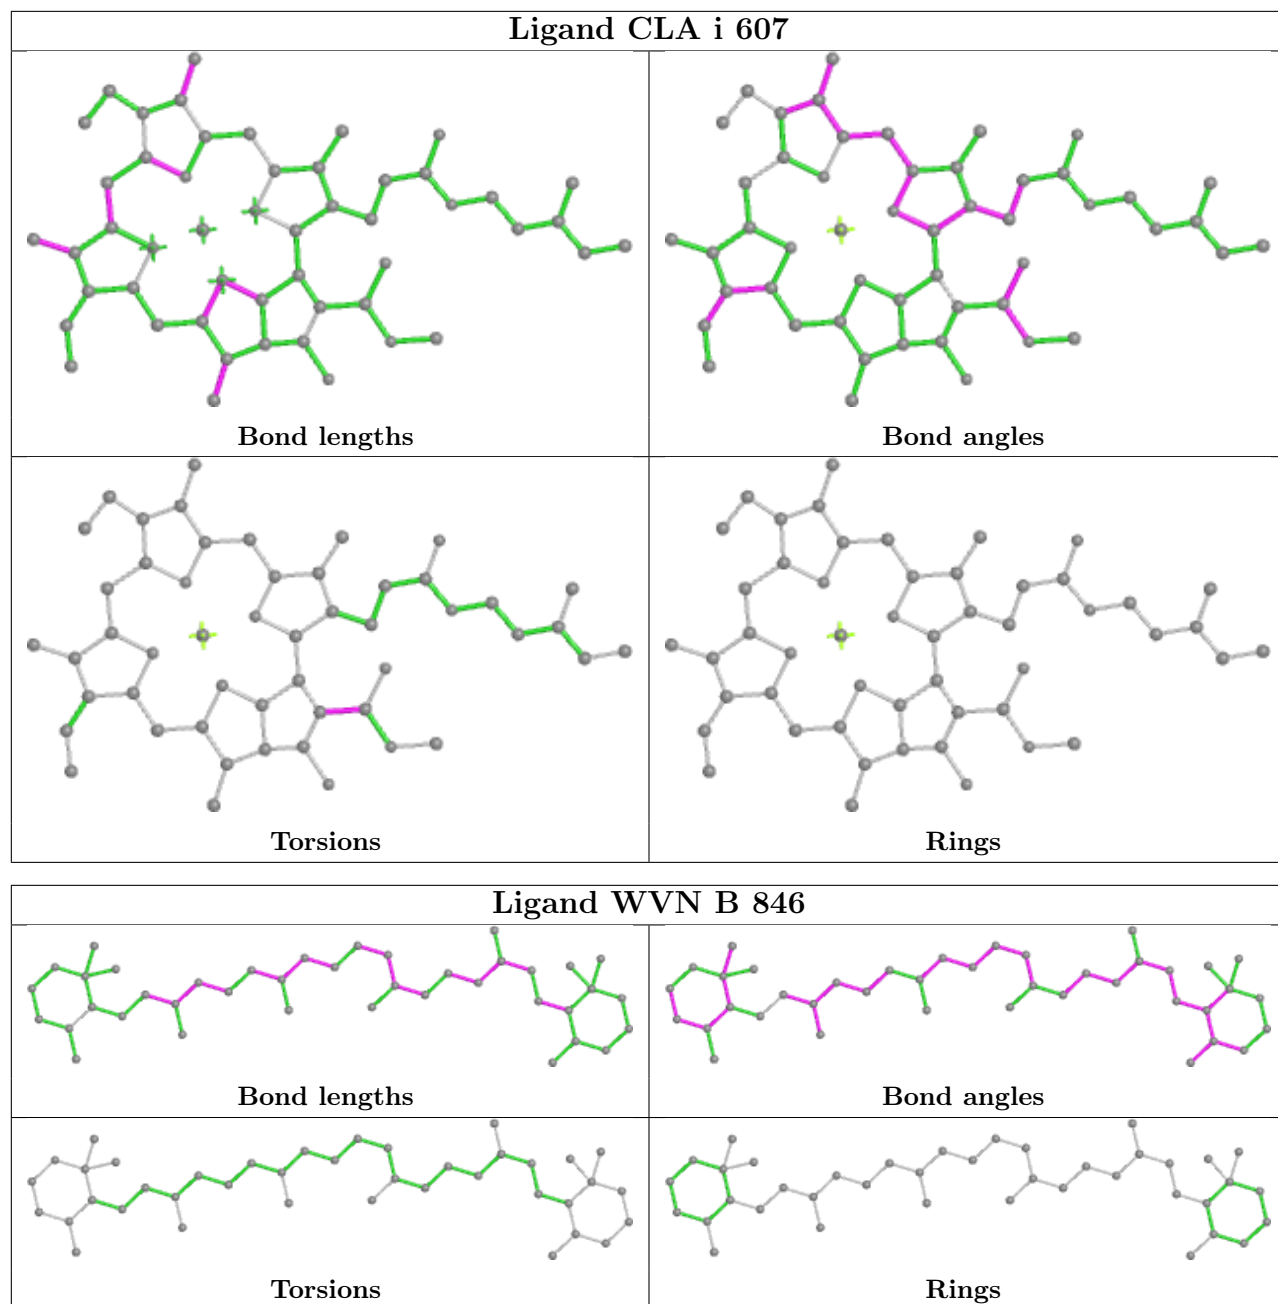 Ligand CLA i 607
Bond lengths
Bond angles
Torsions
Rings
Ligand WVN B 846
Bond lengths
Bond angles
Torsions
Rings